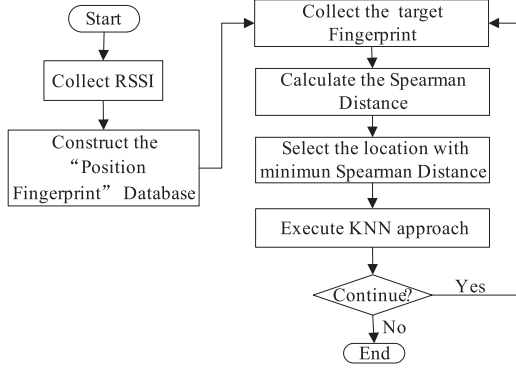 Start
Collect RSSI
Construct the
“Position
Fingerprint” Database
Collect the target
Fingerprint
Calculate the Spearman
Distance
Select the location with
minimun Spearman Distance
Execute KNN approach
Continue?
Yes
No
End